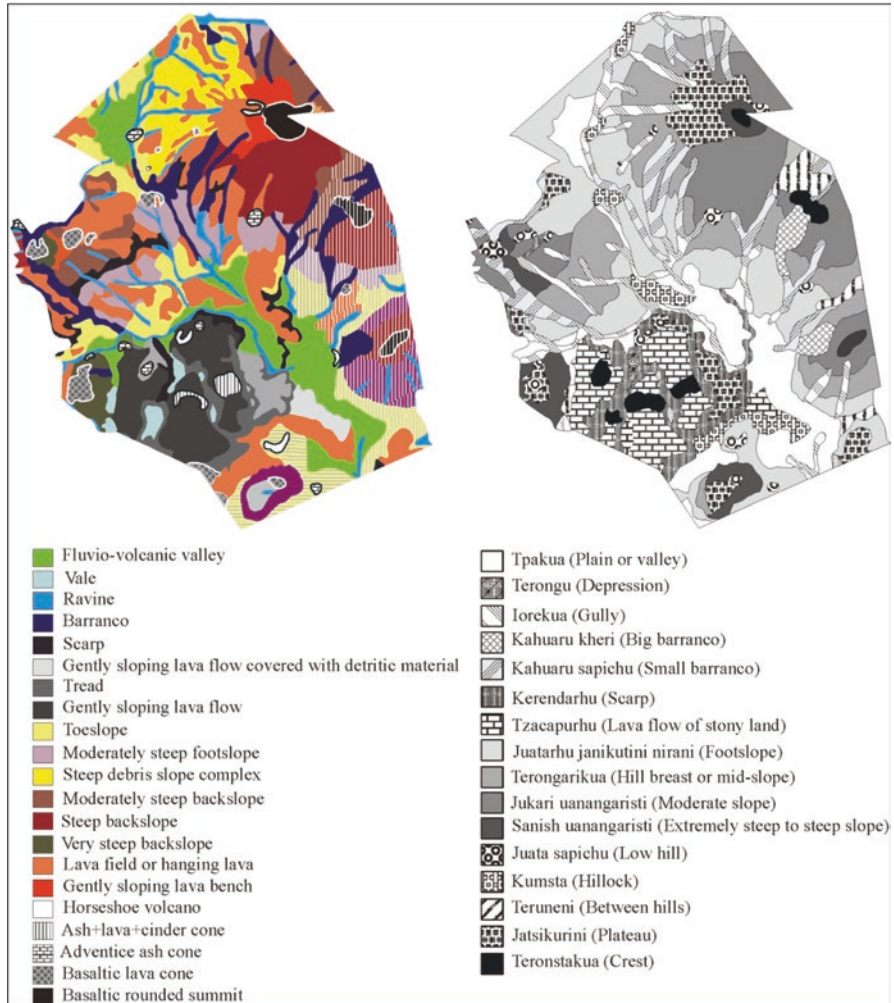 Fluvio-volcanic valley
Vale
Ravine
Barranco
Scarp
Gently sloping lava flow covered with detritic material
Tread
Gently sloping lava flow
Toeslope
Moderately steep footslope
Steep debris slope complex
Moderately steep backslope
Steep backslope
Very steep backslope
Lava field or hanging lava
Gently sloping lava bench
Horseshoe volcano
Ash+lava+cinder cone
Adventice ash cone
Basaltic lava cone
Basaltic rounded summit
Tpakua (Plain or valley)
Terongu (Depression)
Iorekua (Gully)
Kahuaru kheri (Big barranco)
Kahuaru sapichu (Small barranco)
Kerendarhu (Scarp)
Tzacapurhu (Lava flow of stony land)
Juatarhu janikutini nirani (Footslope)
Terongarikua (Hill breast or mid-slope)
Jukari uanangaristi (Moderate slope)
Sanish uanangaristi (Extremely steep to steep slope)
Juata sapichu (Low hill)
Kumsta (Hillock)
Teruneni (Between hills)
Jatsikurini (Plateau)
Teronstakua (Crest)